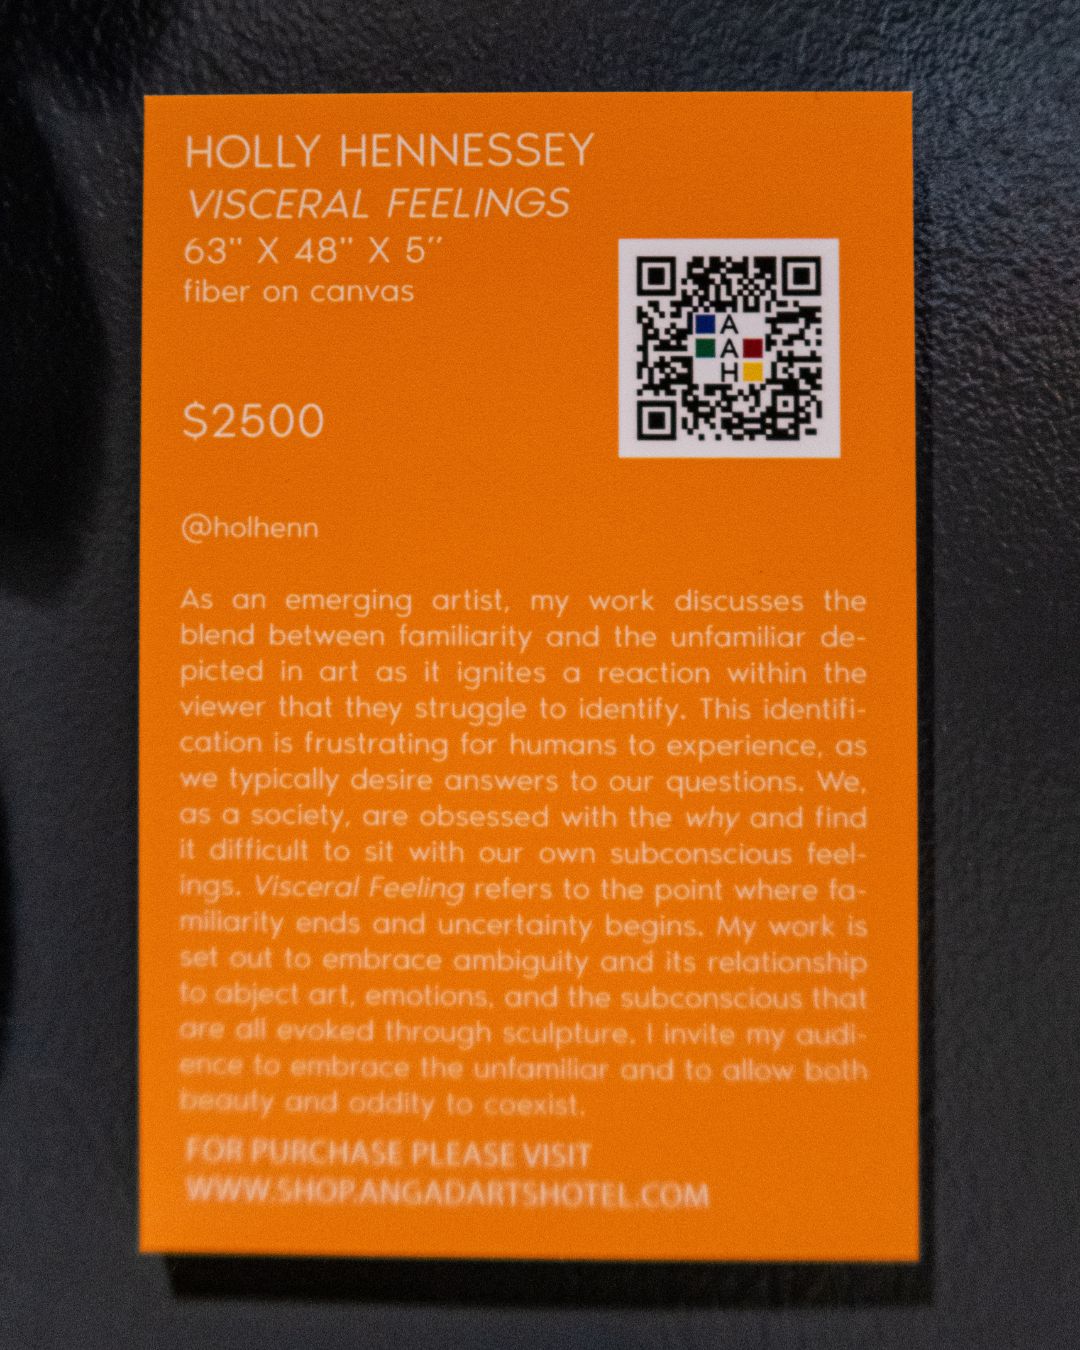 HOLLY HENNESSEY
VISCERAL FEELINGS
63" X 48" X 5"
fiber on canvas
A
A
H
$2500
@holhenn
As an emerging artist, my work discusses the
blend between familiarity and the unfamiliar de-
picted in art as it ignites a reaction within the
viewer that they struggle to identify. This identifi-
cation is frustrating for humans to experience, as
we typically desire answers to our questions. We,
as a society, are obsessed with the why and find
it difficult to sit with our own subconscious feel-
ings. Visceral Feeling refers to the point where fa-
miliarity ends and uncertainty begins. My work is
set out to embrace ambiguity and its relationship
to abject art, emotions, and the subconscious that
are all evoked through sculpture. I invite my audi-
ence to embrace the unfamiliar and to allow both
beauty and oddity to coexist.
FOR PURCHASE PLEASE VISIT
WWW.SHOP.ANGADARTSHOTEL.COM